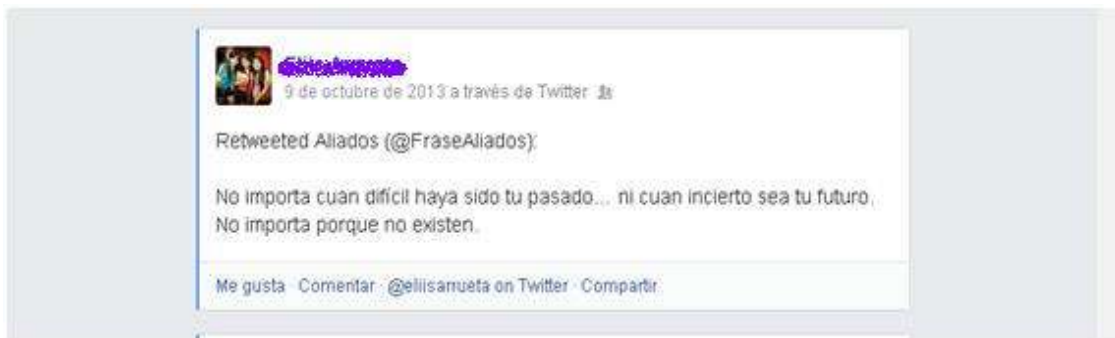 9 de octubre de 2013 a través de Twitter
Retweeted Aliados (@FraseAliados):
No importa cuan difícil haya sido tu pasado... ni cuan incierto sea tu futuro.
No importa porque no existen.
Me gusta · Comentar · @eliisarrueta on Twitter · Compartir